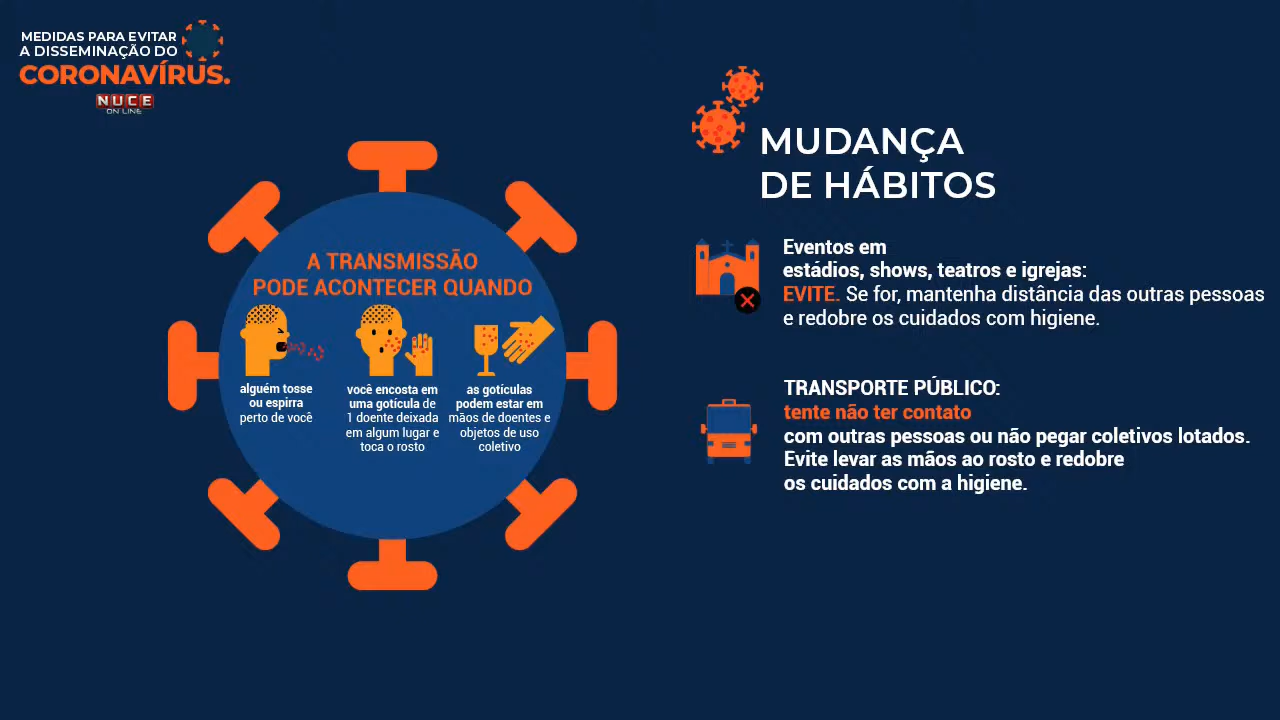 MEDIDAS PARA EVITAR
A DISSEMINAÇÃO DO
CORONAVÍRUS.
NUCE
ON LINE
A TRANSMISSÃO
PODE ACONTECER QUANDO
alguém tosse
ou espirra
perto de você
você encosta em
uma gotícula de
1 doente deixada
em algum lugar e
toca o rosto
as gotículas
podem estar em
mãos de doentes e
objetos de uso
coletivo
MUDANÇA
DE HÁBITOS
Eventos em
estádios, shows, teatros e igrejas:
EVITE. Se for, mantenha distância das outras pessoas
e redobre os cuidados com higiene.
TRANSPORTE PÚBLICO:
tente não ter contato
com outras pessoas ou não pegar coletivos lotados.
Evite levar as mãos ao rosto e redobre
os cuidados com a higiene.